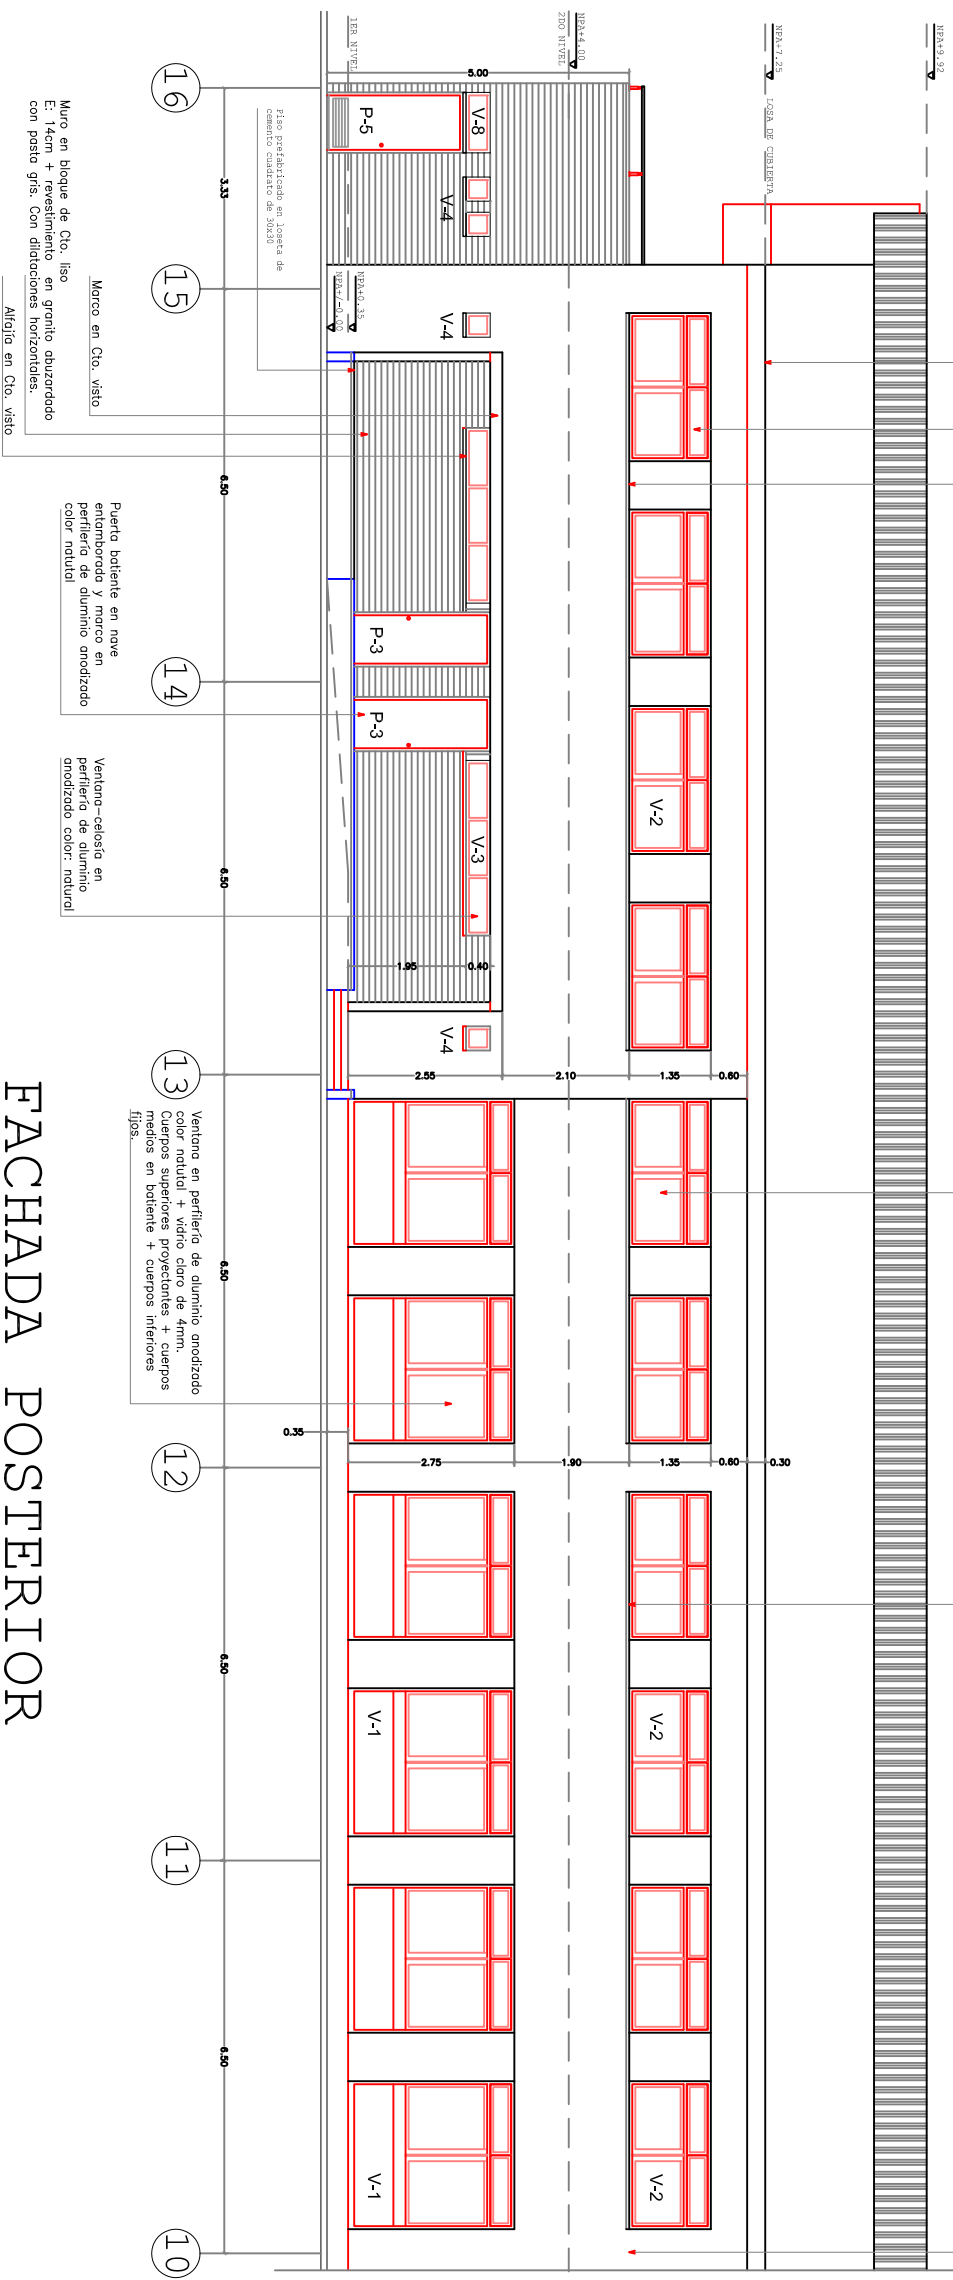 NPA+9.92
NPA+7.25
LOSA DE CUBIERTA
NPA+4.00
2DO NIVEL
1ER NIVEL
5.00
V-8
P-5
V-4
V-4
NPA+0.35
NPA+/-0.00
Piso prefabricado en loseta de
cemento cuadrato de 30x30
P-3
P-3
V-3
V-2
1.95
0.40
V-4
2.55
2.10
1.35
0.60
0.35
2.75
1.90
1.35
0.60
0.30
V-1
V-2
V-1
V-2
3.33
6.50
6.50
6.50
6.50
6.50
16
15
14
13
12
11
10
Muro en bloque de Cto. liso
E: 14cm + revestimiento en granito abuzardado
con pasta gris. Con dilataciones horizontales.
Marco en Cto. visto
Alfajia en Cto. visto
Puerta batiente en nave
entamborada y marco en
perfilería de aluminio anodizado
color natutal
Ventana-celosía en
perfilería de aluminio
anodizado color: natural
Ventana en perfilería de aluminio anodizado
color natutal + vidrio claro de 4mm.
Cuerpos superiores proyectantes + cuerpos
medios en batiente + cuerpos inferiores
fijos.
FACHADA POSTERIOR